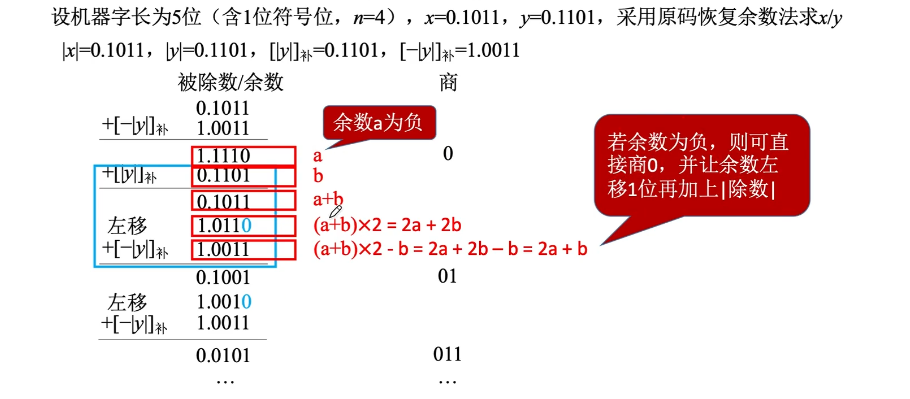 设机器字长为5位（含1位符号位，n=4），x=0.1011，y=0.1101，采用原码恢复余数法求x/y
|x|=0.1011，|y|=0.1101，[|y|]补=0.1101，[−|y|]补=1.0011
被除数/余数 商
0.1011
+[−|y|]补 1.0011
余数a为负
1.1110 a 0
+[|y|]补 0.1101 b
0.1011 a+b
左移 1.0110 (a+b)×2 = 2a + 2b
+[−|y|]补 1.0011 (a+b)×2 - b = 2a + 2b − b = 2a + b
若余数为负，则可直
接商0，并让余数左
移1位再加上|除数|
0.1001 01
左移 1.0010
+[−|y|]补 1.0011
0.0101 011
… …